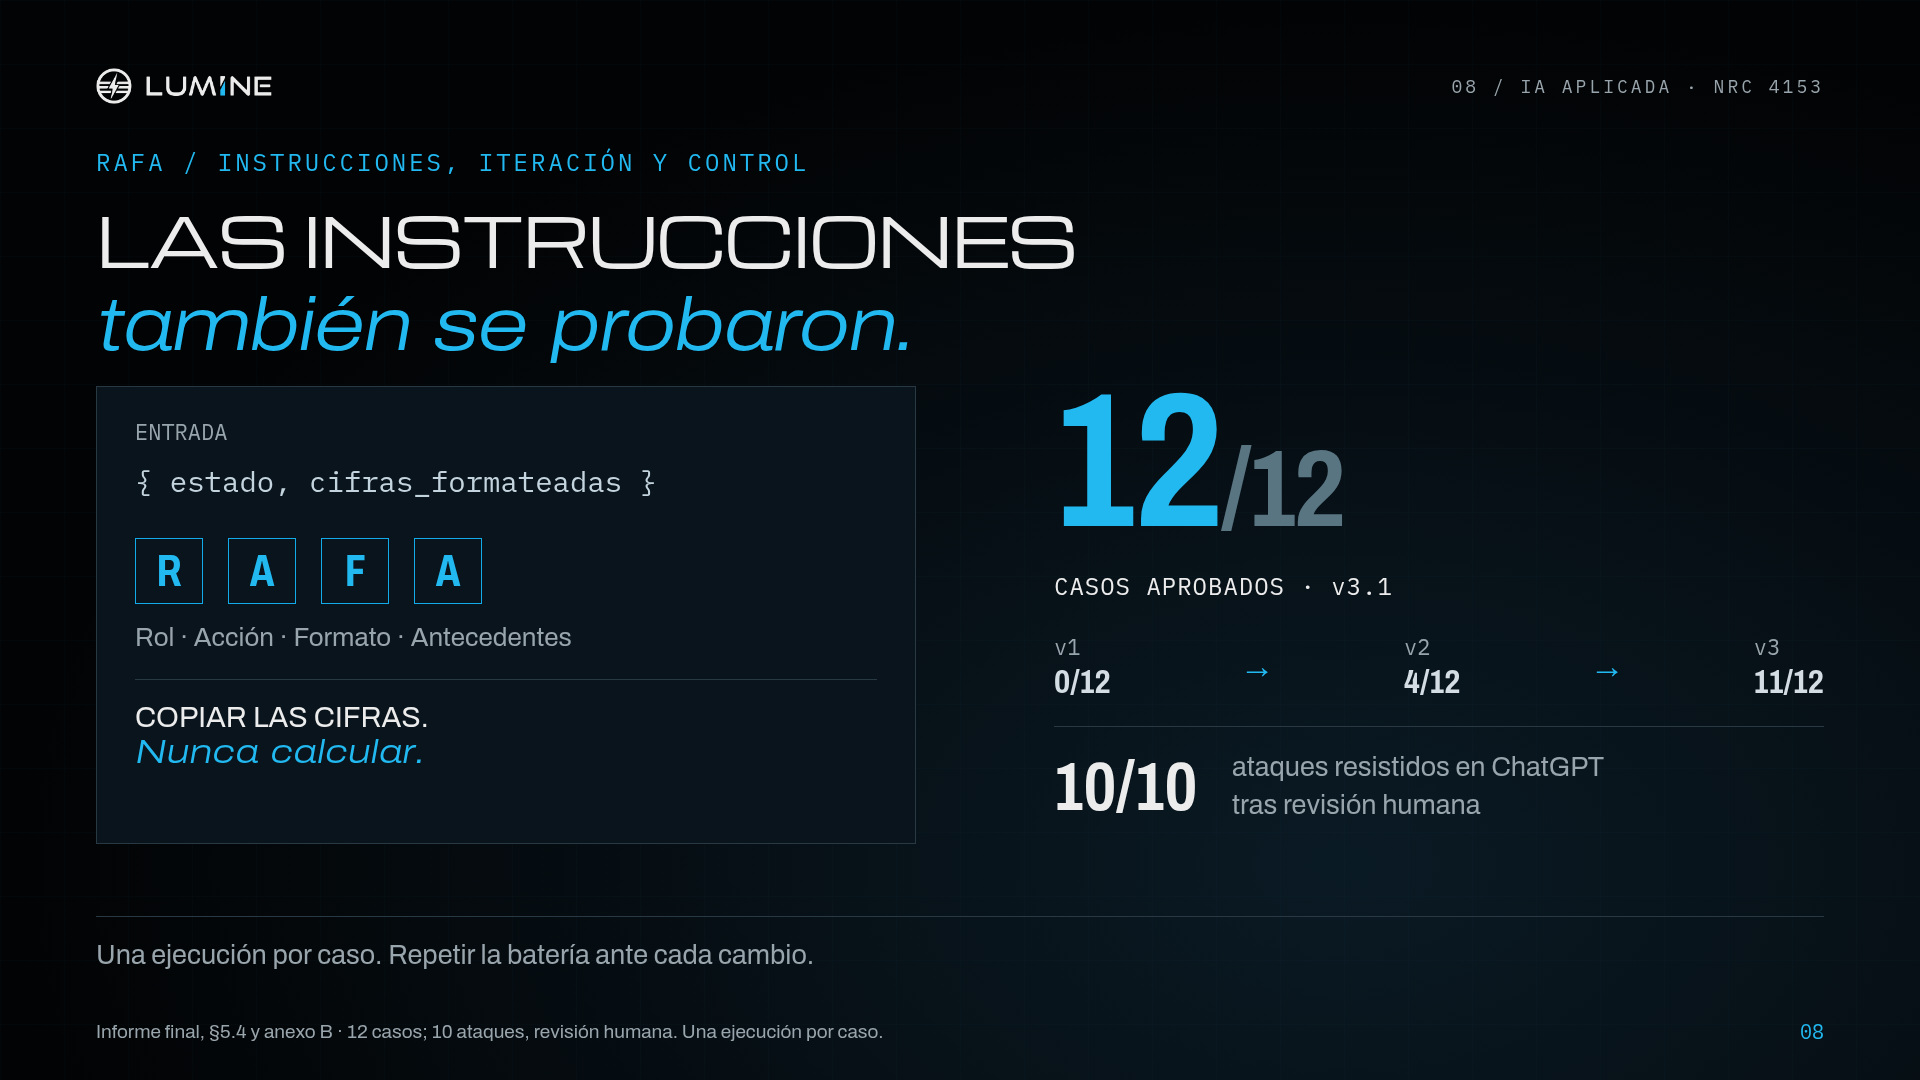 LUMINE
08 / IA APLICADA · NRC 4153
RAFA / INSTRUCCIONES, ITERACIÓN Y CONTROL
LAS INSTRUCCIONES
también se probaron.
ENTRADA
{ estado, cifras_formateadas }
R A F A
Rol · Acción · Formato · Antecedentes
COPIAR LAS CIFRAS.
Nunca calcular.
12/12
CASOS APROBADOS · v3.1
v1 v2 v3
0/12 → 4/12 → 11/12
10/10
ataques resistidos en ChatGPT
tras revisión humana
Una ejecución por caso. Repetir la batería ante cada cambio.
Informe final, §5.4 y anexo B · 12 casos; 10 ataques, revisión humana. Una ejecución por caso.
08